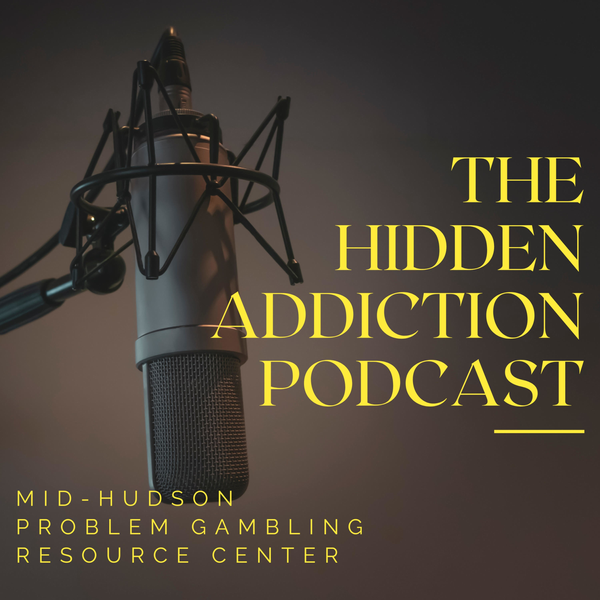 THE
HIDDEN
ADDICTION
PODCAST
MID-HUDSON
PROBLEM GAMBLING
RESOURCE CENTER